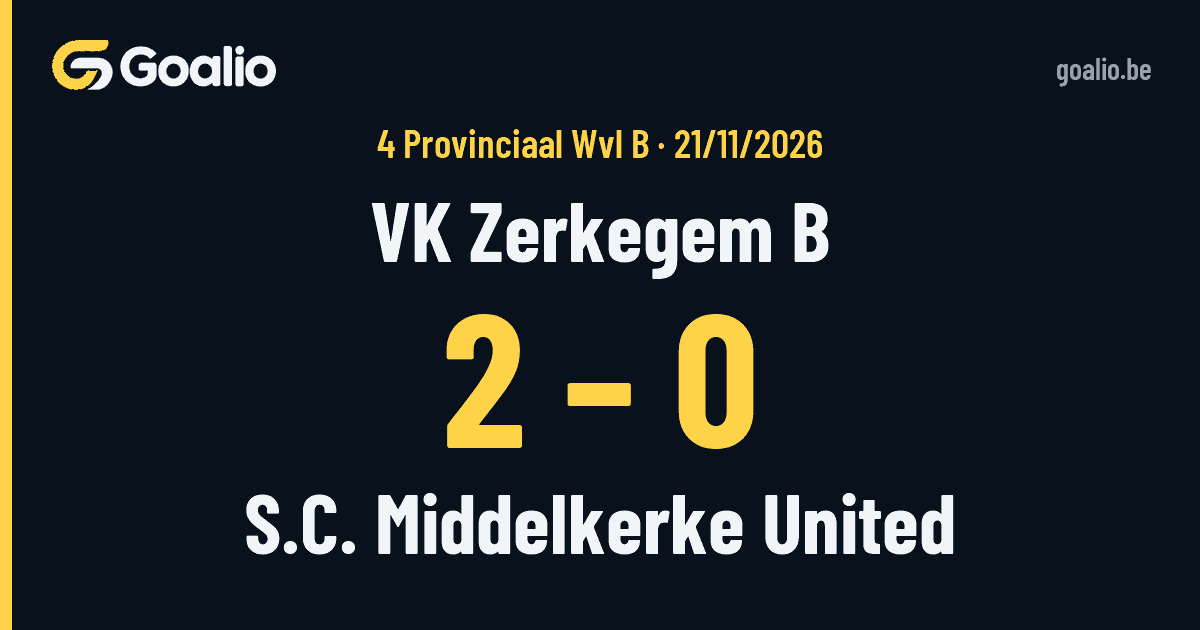 Goalio
goalio.be
4 Provinciaal Wvl B · 21/11/2026
VK Zerkegem B
2 - 0
S.C. Middelkerke United